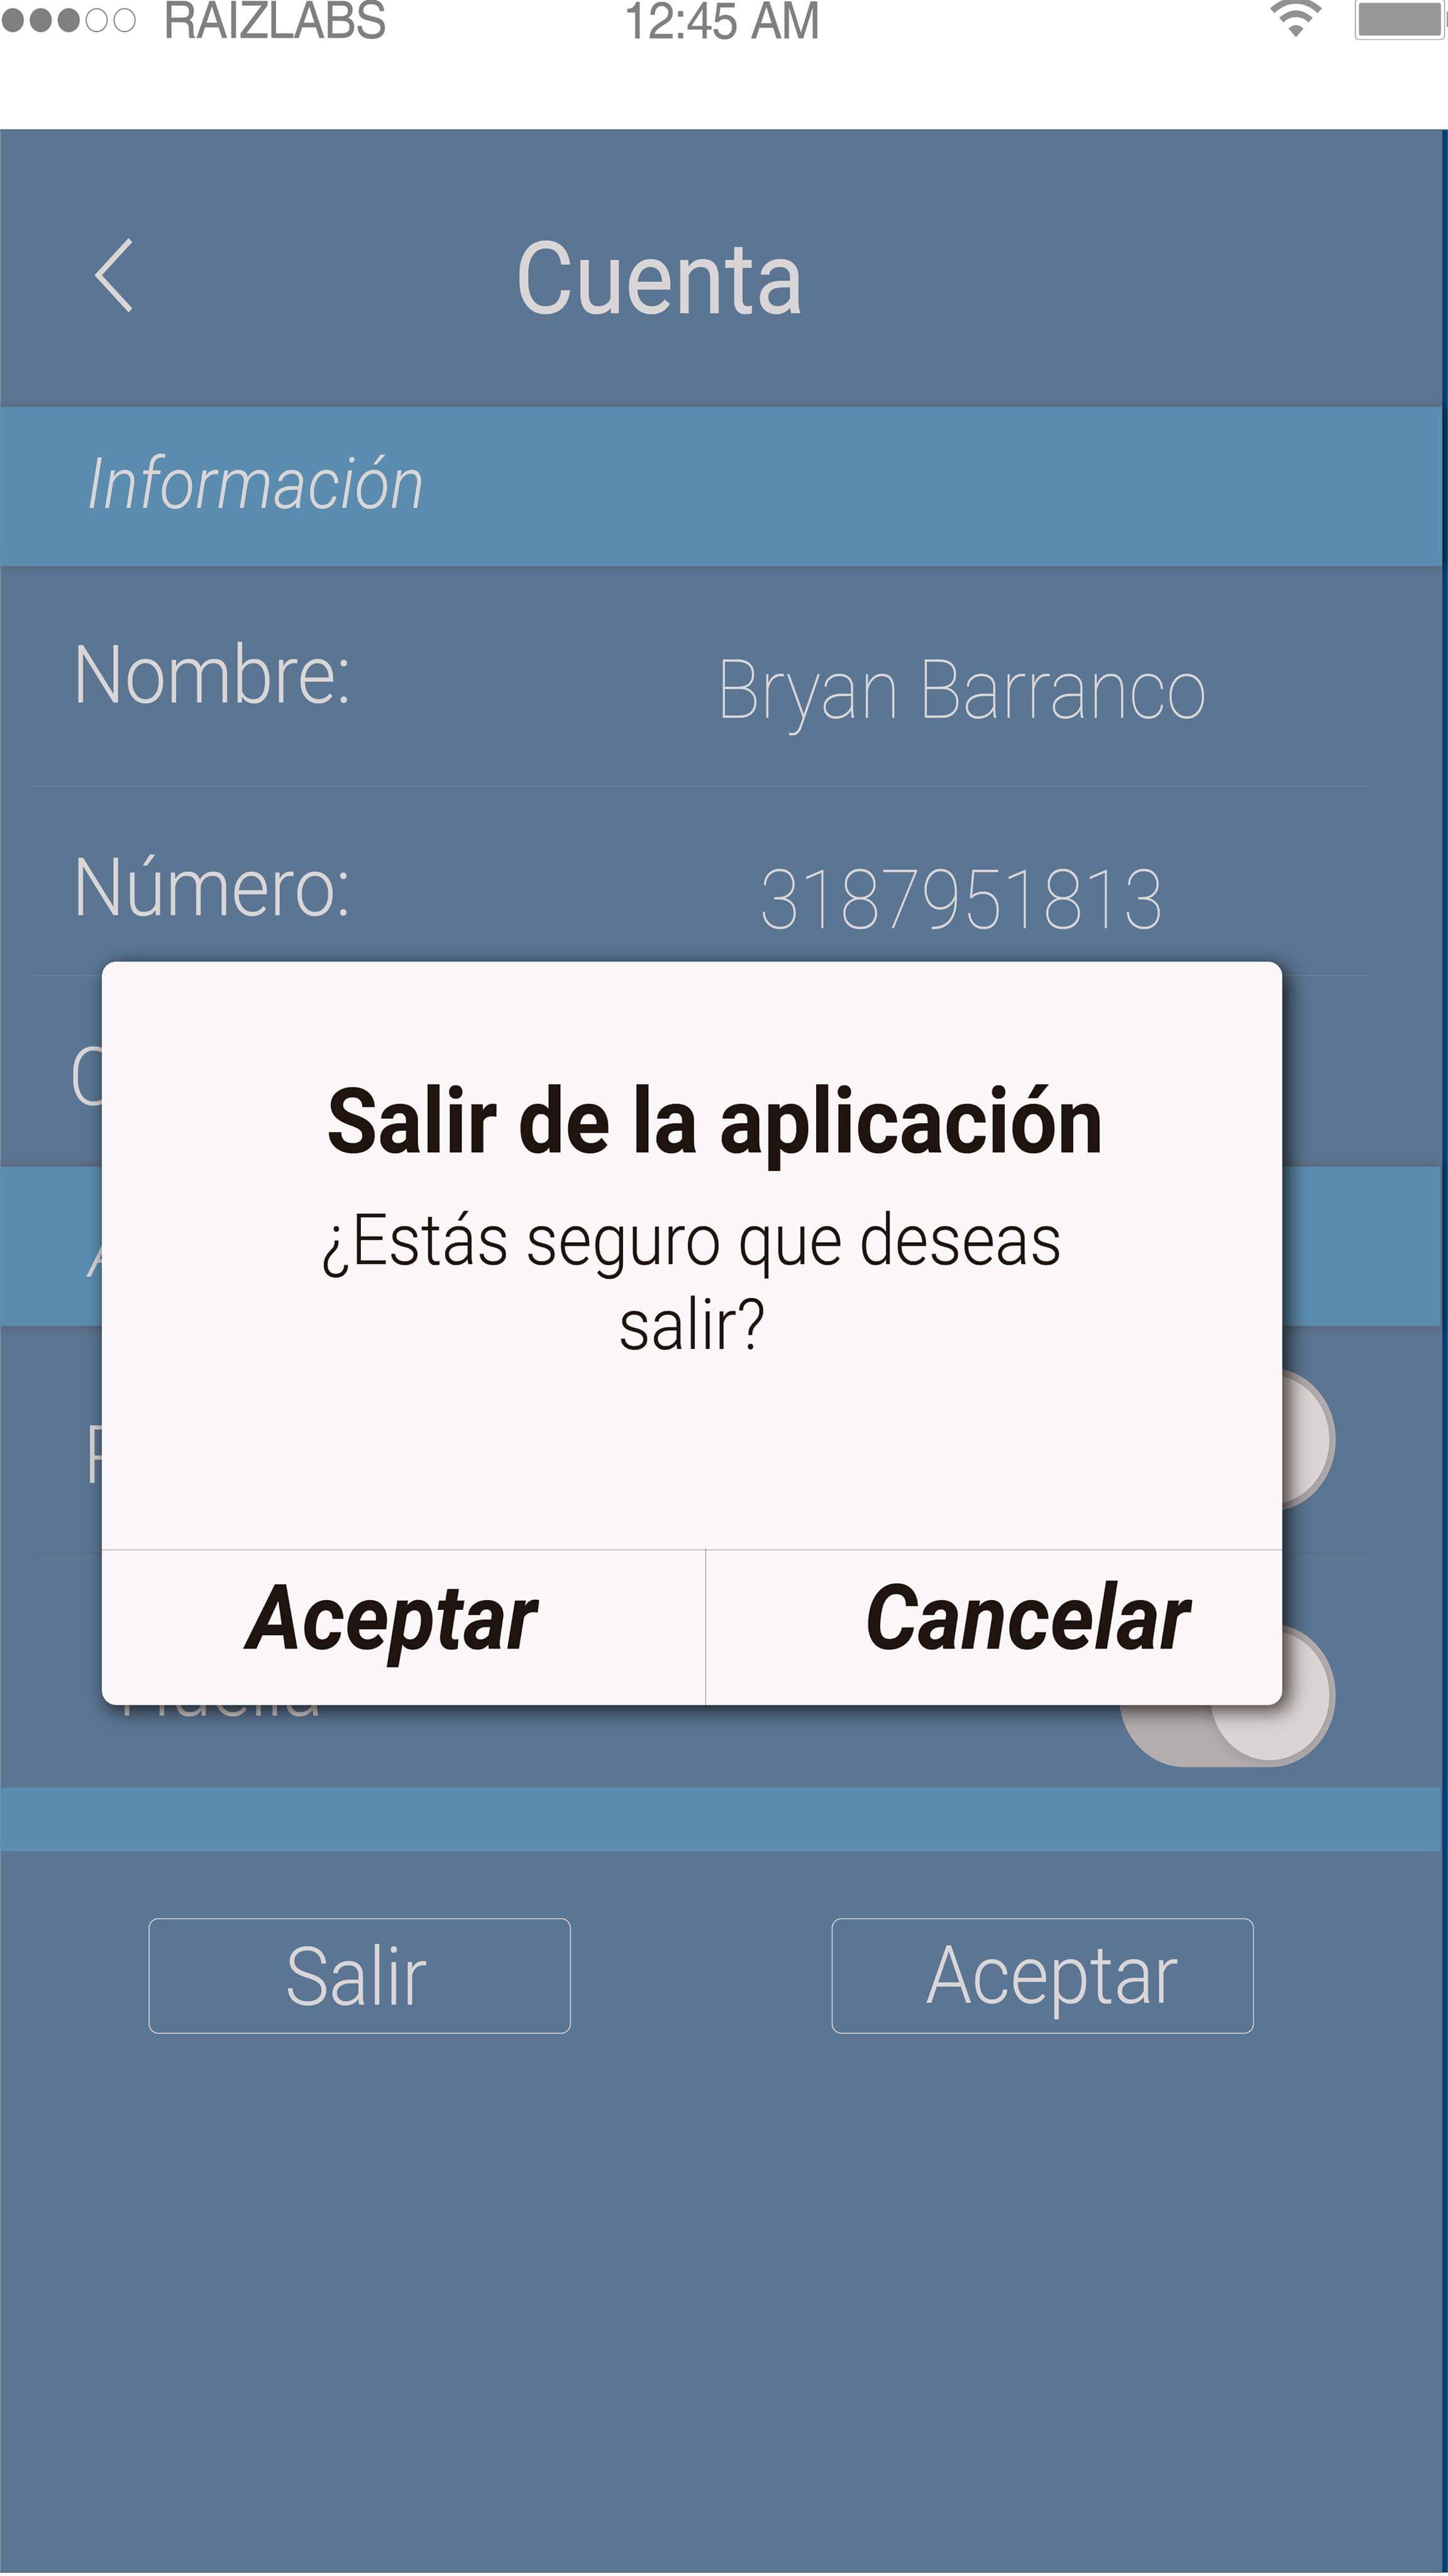 RAIZLABS 12:45 AM
Cuenta
Información
Nombre: Bryan Barranco
Número: 3187951813
Salir de la aplicación
¿Estás seguro que deseas
salir?
Aceptar Cancelar
Salir Aceptar